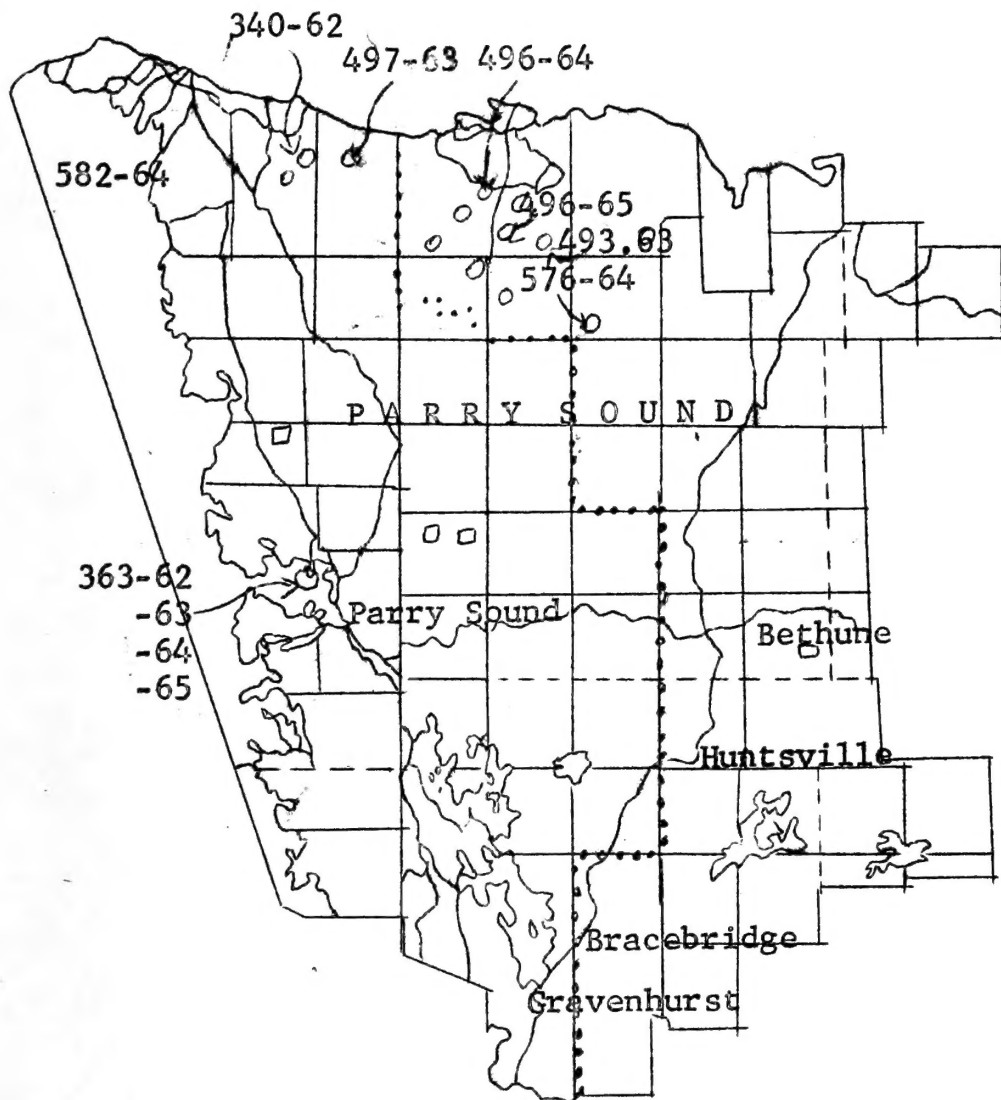 340-62
497-63 496-64
582-64
496-65
493.63
576-64
PARRY SOUND
363-62
-63
-64
-65
Parry Sound
Bethune
Huntsville
Bracebridge
Gravenhurst